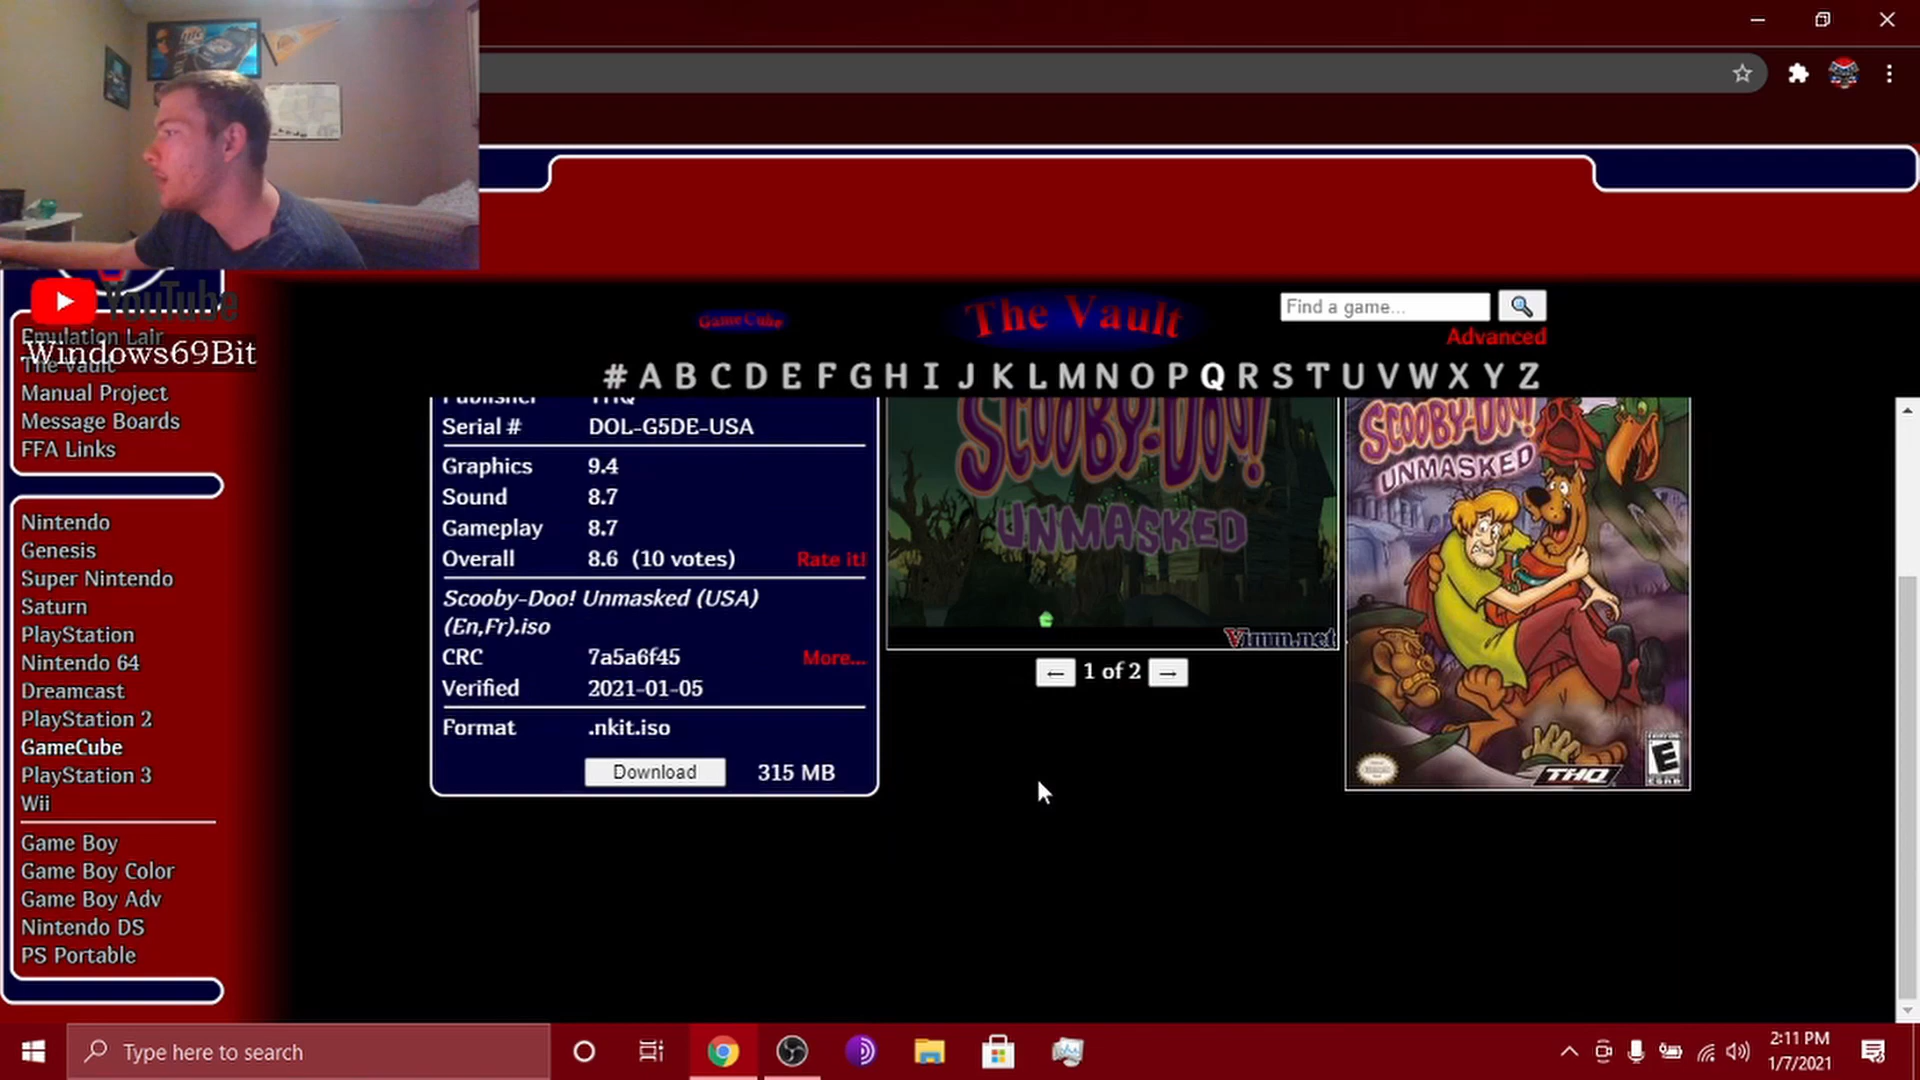 YouTube
Windows69Bit
Emulation Lair
The Vault
Manual Project
Message Boards
FFA Links
Nintendo
Genesis
Super Nintendo
Saturn
PlayStation
Nintendo 64
Dreamcast
PlayStation 2
GameCube
PlayStation 3
Wii
Game Boy
Game Boy Color
Game Boy Adv
Nintendo DS
PS Portable
GameCube
The Vault
Find a game...
Advanced
# A B C D E F G H I J K L M N O P Q R S T U V W X Y Z
Publisher THQ
Serial # DOL-G5DE-USA
Graphics 9.4
Sound 8.7
Gameplay 8.7
Overall 8.6 (10 votes) Rate it!
Scooby-Doo! Unmasked (USA)
(En,Fr).iso
CRC 7a5a6f45 More...
Verified 2021-01-05
Format .nkit.iso
Download 315 MB
SCOOBY-DOO!
UNMASKED
Vimm.net
← 1 of 2 →
SCOOBY-DOO!
UNMASKED
THQ
E
Type here to search
2:11 PM
1/7/2021